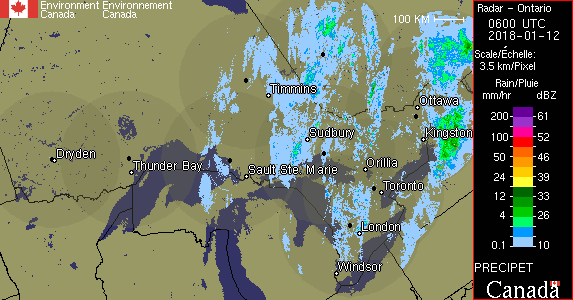 Environment Environnement
Canada Canada
100 KM
Timmins
Ottawa
Sudbury
Kingston
Dryden
Thunder Bay
Sault Ste. Marie
Orillia
Toronto
London
Windsor
Radar - Ontario
0600 UTC
2018-01-12
Scale/Échelle:
3.5 km/Pixel
Rain/Pluie
mm/hr dBZ
200 61
100 52
50 46
24 39
12 33
4 26
0.1 10
PRECIPET
Canada